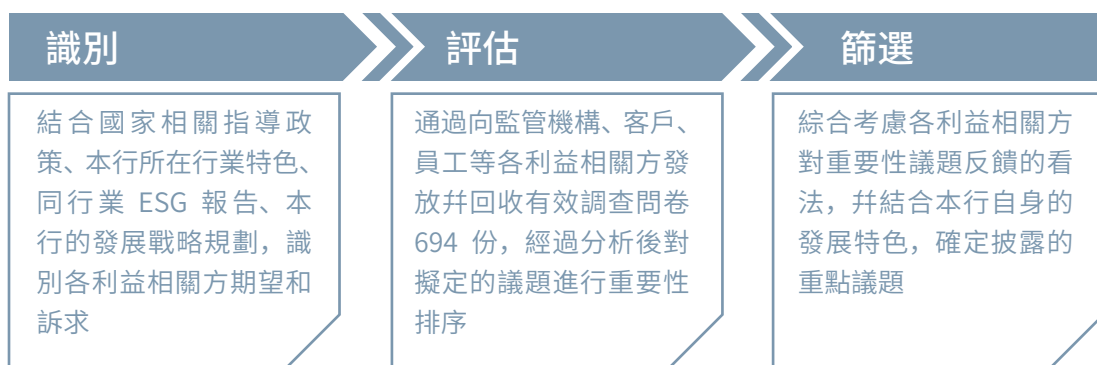 識別
評估
篩選
結合國家相關指導政
策、本行所在行業特色、
同行業 ESG 報告、本
行的發展戰略規劃，識
別各利益相關方期望和
訴求
通過向監管機構、客戶、
員工等各利益相關方發
放幷回收有效調查問卷
694 份，經過分析後對
擬定的議題進行重要性
排序
綜合考慮各利益相關方
對重要性議題反饋的看
法，幷結合本行自身的
發展特色，確定披露的
重點議題